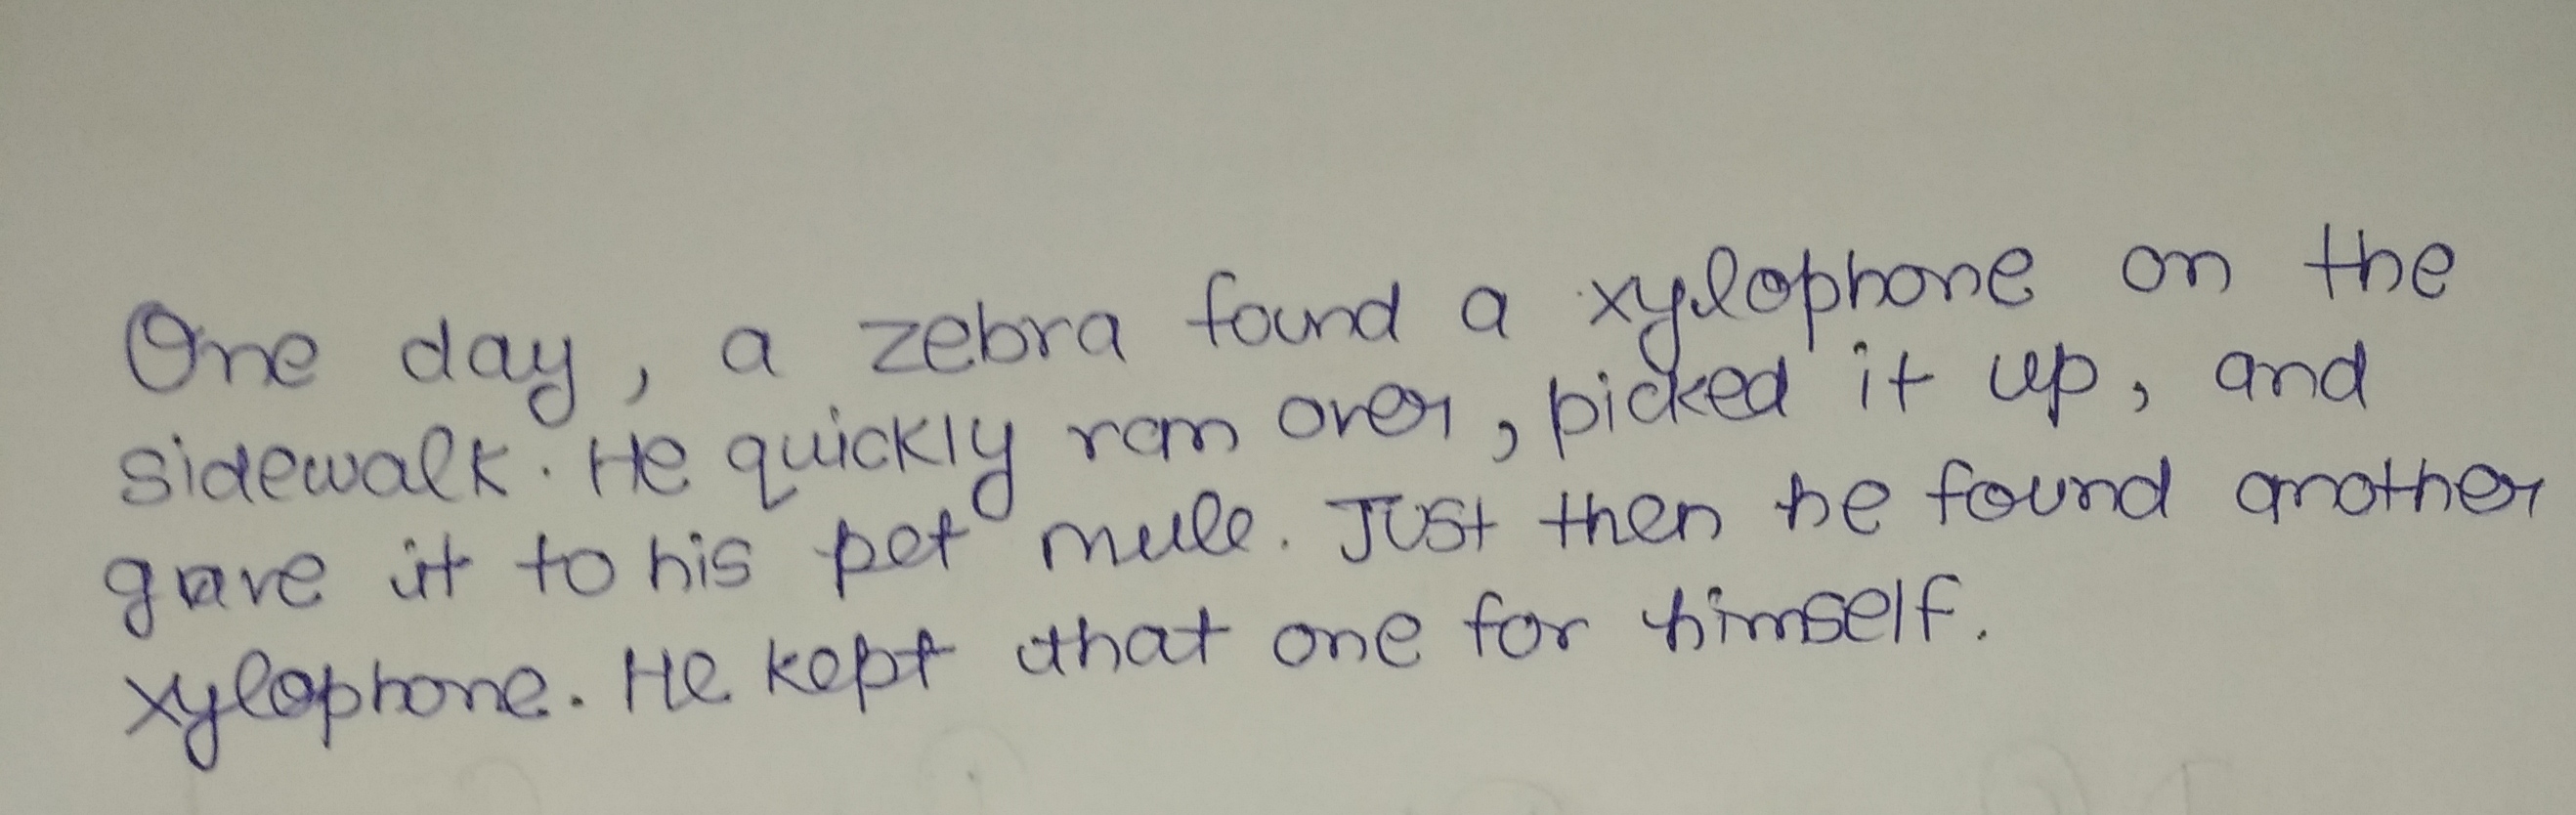 One day, a zebra found a xylophone on the
sidewalk. He quickly ran over, picked it up, and
gave it to his pet mule. Just then he found another
xylophone. He kept that one for himself.